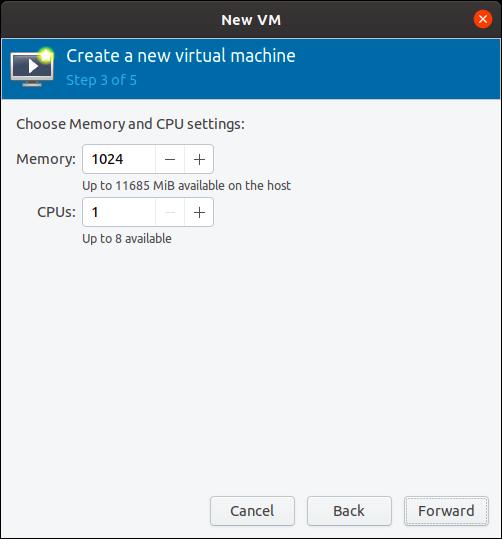 New VM
Create a new virtual machine
Step 3 of 5
Choose Memory and CPU settings:
Memory: 1024 − +
Up to 11685 MiB available on the host
CPUs: 1 − +
Up to 8 available
Cancel Back Forward